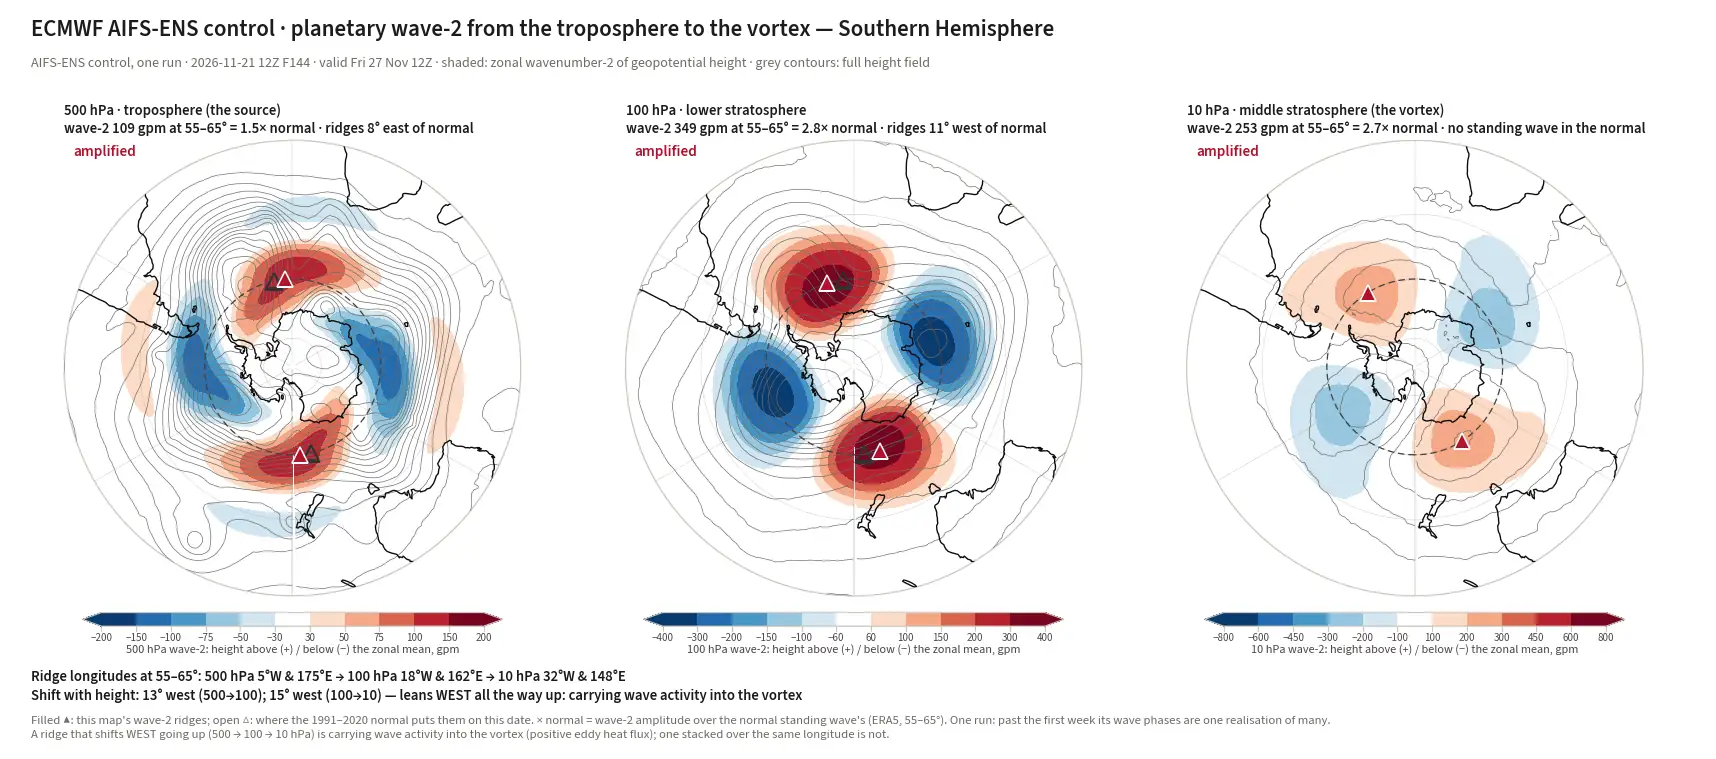 ECMWF AIFS-ENS control · planetary wave-2 from the troposphere to the vortex — Southern Hemisphere
AIFS-ENS control, one run · 2026-11-21 12Z F144 · valid Fri 27 Nov 12Z · shaded: zonal wavenumber-2 of geopotential height · grey contours: full height field
500 hPa · troposphere (the source)
wave-2 109 gpm at 55–65° = 1.5× normal · ridges 8° east of normal
amplified
100 hPa · lower stratosphere
wave-2 349 gpm at 55–65° = 2.8× normal · ridges 11° west of normal
amplified
10 hPa · middle stratosphere (the vortex)
wave-2 253 gpm at 55–65° = 2.7× normal · no standing wave in the normal
amplified
−200 −150 −100 −75 −50 −30 30 50 75 100 150 200
500 hPa wave-2: height above (+) / below (−) the zonal mean, gpm
−400 −300 −200 −150 −100 −60 60 100 150 200 300 400
100 hPa wave-2: height above (+) / below (−) the zonal mean, gpm
−800 −600 −450 −300 −200 −100 100 200 300 450 600 800
10 hPa wave-2: height above (+) / below (−) the zonal mean, gpm
Ridge longitudes at 55–65°: 500 hPa 5°W & 175°E → 100 hPa 18°W & 162°E → 10 hPa 32°W & 148°E
Shift with height: 13° west (500→100); 15° west (100→10) — leans WEST all the way up: carrying wave activity into the vortex
Filled ▲: this map's wave-2 ridges; open △: where the 1991–2020 normal puts them on this date. × normal = wave-2 amplitude over the normal standing wave's (ERA5, 55–65°). One run: past the first week its wave phases are one realisation of many.
A ridge that shifts WEST going up (500 → 100 → 10 hPa) is carrying wave activity into the vortex (positive eddy heat flux); one stacked over the same longitude is not.